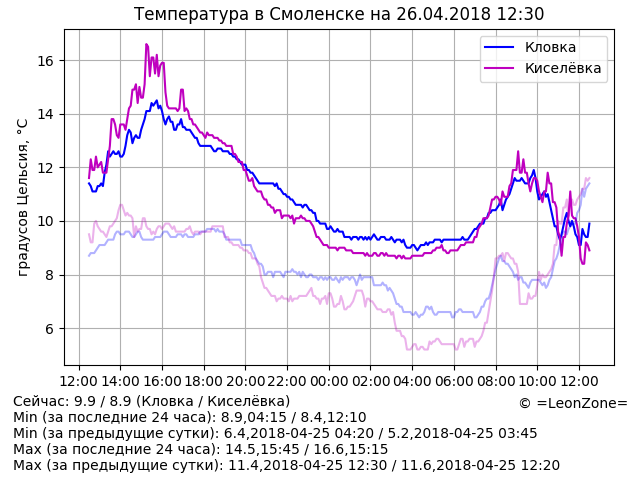 Температура в Смоленске на 26.04.2018 12:30
Кловка
Киселёвка
градусов Цельсия, °C
16
14
12
10
8
6
12:00 14:00 16:00 18:00 20:00 22:00 00:00 02:00 04:00 06:00 08:00 10:00 12:00
Сейчас: 9.9 / 8.9 (Кловка / Киселёвка)
© =LeonZone=
Min (за последние 24 часа): 8.9,04:15 / 8.4,12:10
Min (за предыдущие сутки): 6.4,2018-04-25 04:20 / 5.2,2018-04-25 03:45
Max (за последние 24 часа): 14.5,15:45 / 16.6,15:15
Max (за предыдущие сутки): 11.4,2018-04-25 12:30 / 11.6,2018-04-25 12:20